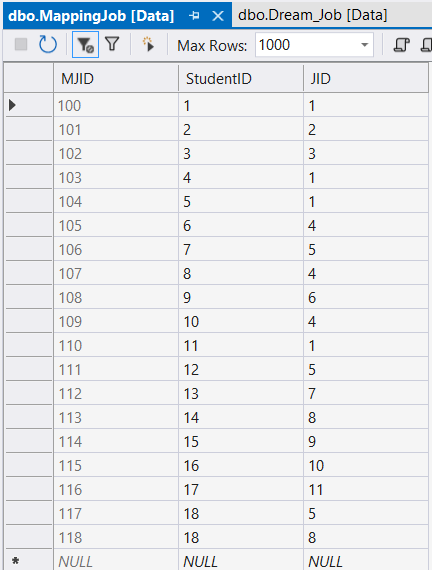 dbo.MappingJob [Data] dbo.Dream_Job [Data]
Max Rows: 1000
MJID StudentID JID
100 1 1
101 2 2
102 3 3
103 4 1
104 5 1
105 6 4
106 7 5
107 8 4
108 9 6
109 10 4
110 11 1
111 12 5
112 13 7
113 14 8
114 15 9
115 16 10
116 17 11
117 18 5
118 18 8
NULL NULL NULL